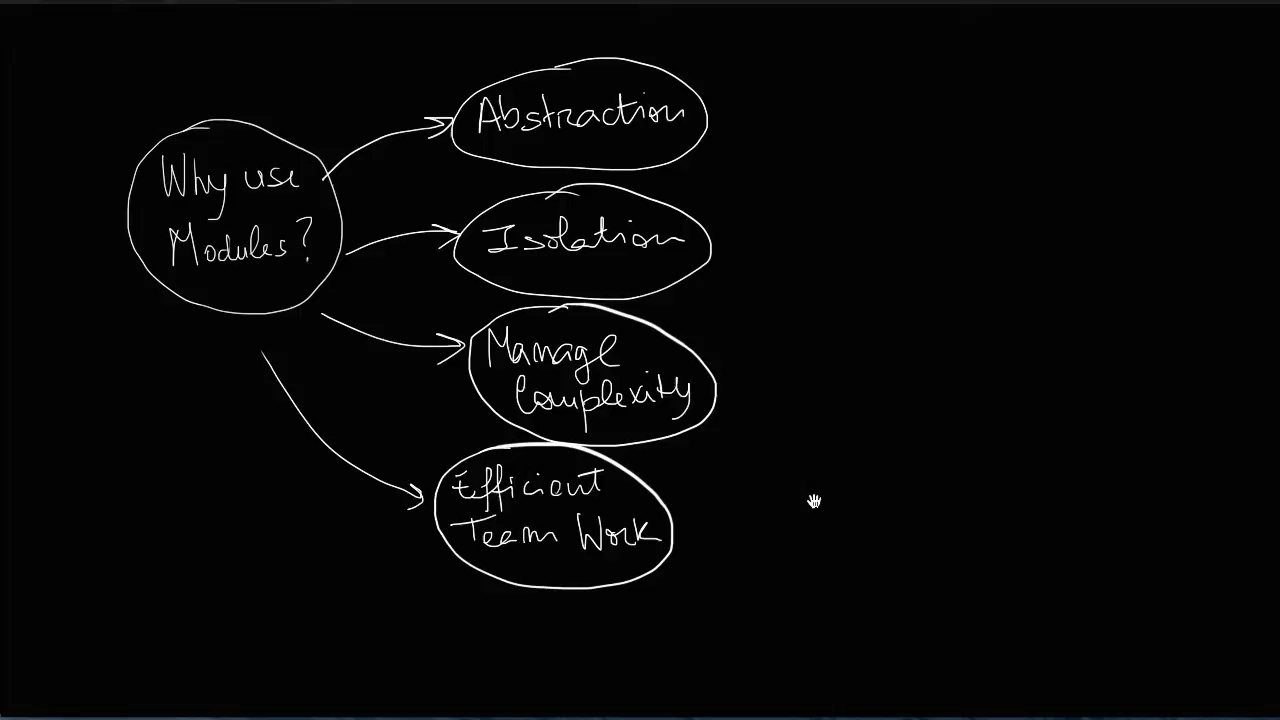 Why use
Modules?
Abstraction
Isolation
Manage
Complexity
Efficient
Team Work